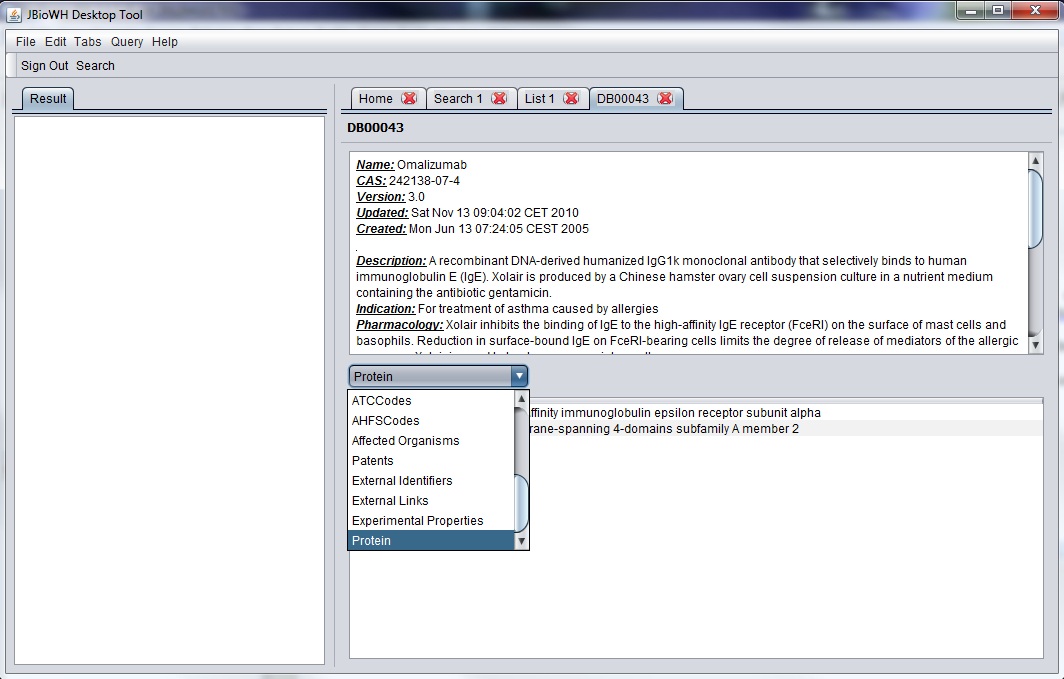 JBioWH Desktop Tool
File Edit Tabs Query Help
Sign Out Search
Result
Home Search 1 List 1 DB00043
DB00043
Name: Omalizumab
CAS: 242138-07-4
Version: 3.0
Updated: Sat Nov 13 09:04:02 CET 2010
Created: Mon Jun 13 07:24:05 CEST 2005
.
Description: A recombinant DNA-derived humanized IgG1k monoclonal antibody that selectively binds to human
immunoglobulin E (IgE). Xolair is produced by a Chinese hamster ovary cell suspension culture in a nutrient medium
containing the antibiotic gentamicin.
Indication: For treatment of asthma caused by allergies
Pharmacology: Xolair inhibits the binding of IgE to the high-affinity IgE receptor (FceRI) on the surface of mast cells and
basophils. Reduction in surface-bound IgE on FceRI-bearing cells limits the degree of release of mediators of the allergic
Protein
ATCCodes
AHFSCodes
Affected Organisms
Patents
External Identifiers
External Links
Experimental Properties
Protein
ffinity immunoglobulin epsilon receptor subunit alpha
rane-spanning 4-domains subfamily A member 2